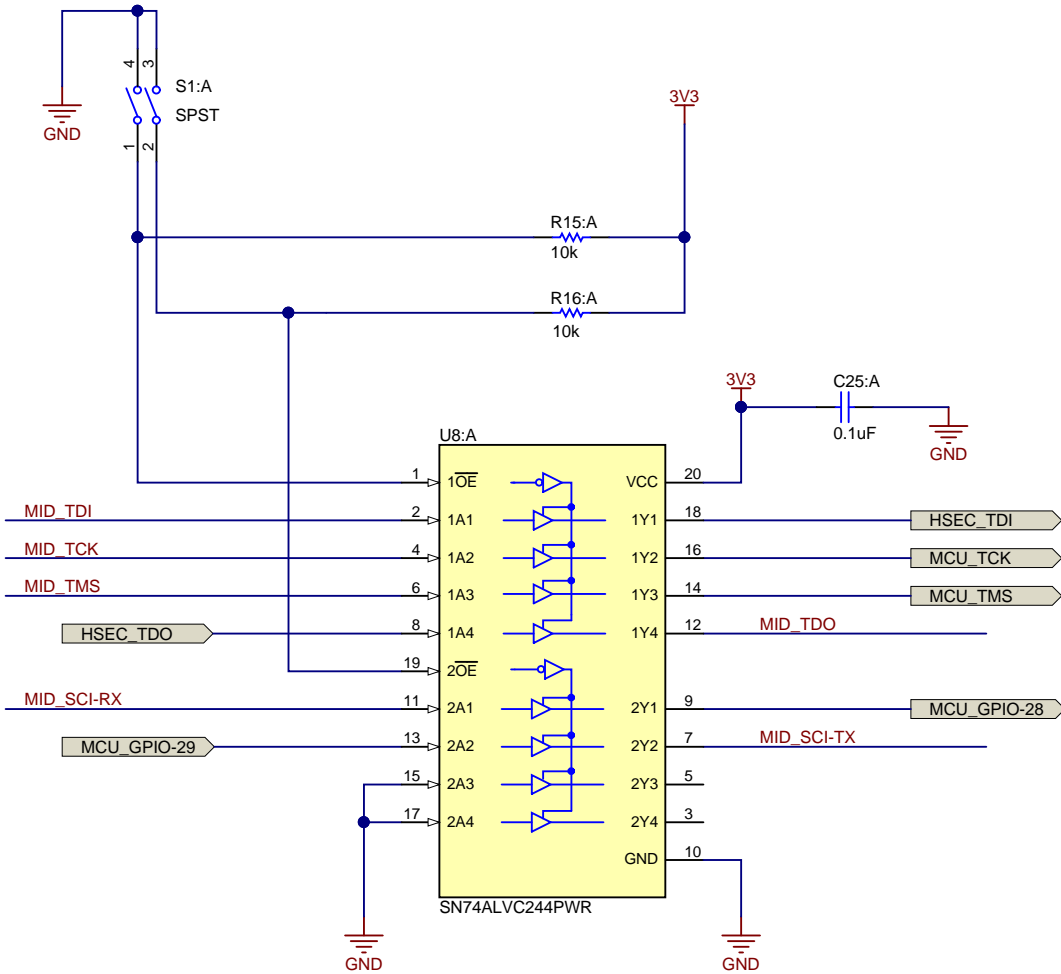 4 3
S1:A
SPST
GND
1 2
3V3
R15:A
10k
R16:A
10k
3V3
C25:A
0.1uF
GND
U8:A
1 1OE VCC 20
MID_TDI 2 1A1 1Y1 18 HSEC_TDI
MID_TCK 4 1A2 1Y2 16 MCU_TCK
MID_TMS 6 1A3 1Y3 14 MCU_TMS
HSEC_TDO 8 1A4 1Y4 12 MID_TDO
19 2OE
MID_SCI-RX 11 2A1 2Y1 9 MCU_GPIO-28
MCU_GPIO-29 13 2A2 2Y2 7 MID_SCI-TX
15 2A3 2Y3 5
17 2A4 2Y4 3
GND 10
SN74ALVC244PWR
GND
GND